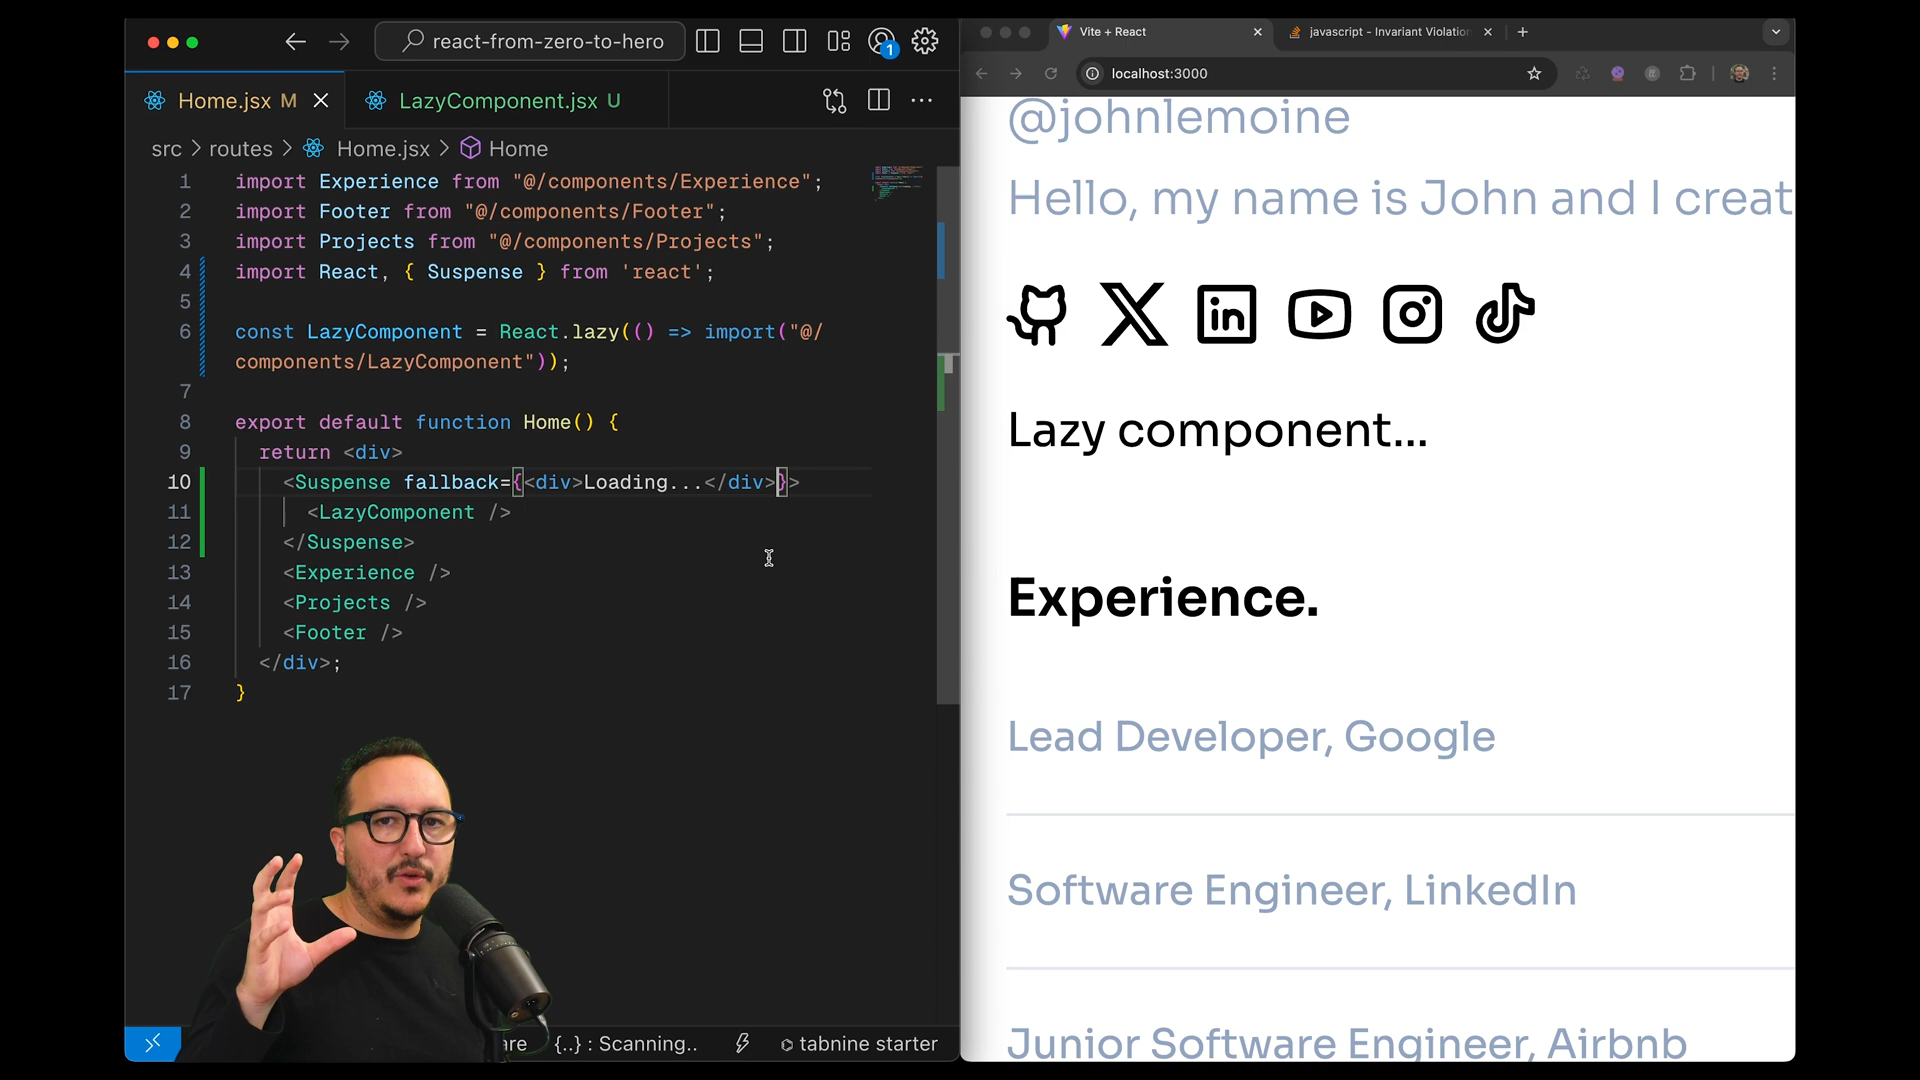 react-from-zero-to-hero
1
Home.jsx M
LazyComponent.jsx U
src > routes > Home.jsx > Home
1 import Experience from "@/components/Experience";
2 import Footer from "@/components/Footer";
3 import Projects from "@/components/Projects";
4 import React, { Suspense } from 'react';
5
6 const LazyComponent = React.lazy(() => import("@/
components/LazyComponent"));
7
8 export default function Home() {
9 return <div>
10 <Suspense fallback={<div>Loading...</div>}>
11 <LazyComponent />
12 </Suspense>
13 <Experience />
14 <Projects />
15 <Footer />
16 </div>;
17 }
are {..} : Scanning.. tabnine starter
Vite + React
javascript - Invariant Violation
localhost:3000
@johnlemoine
Hello, my name is John and I creat
in
Lazy component...
Experience.
Lead Developer, Google
Software Engineer, LinkedIn
Junior Software Engineer, Airbnb